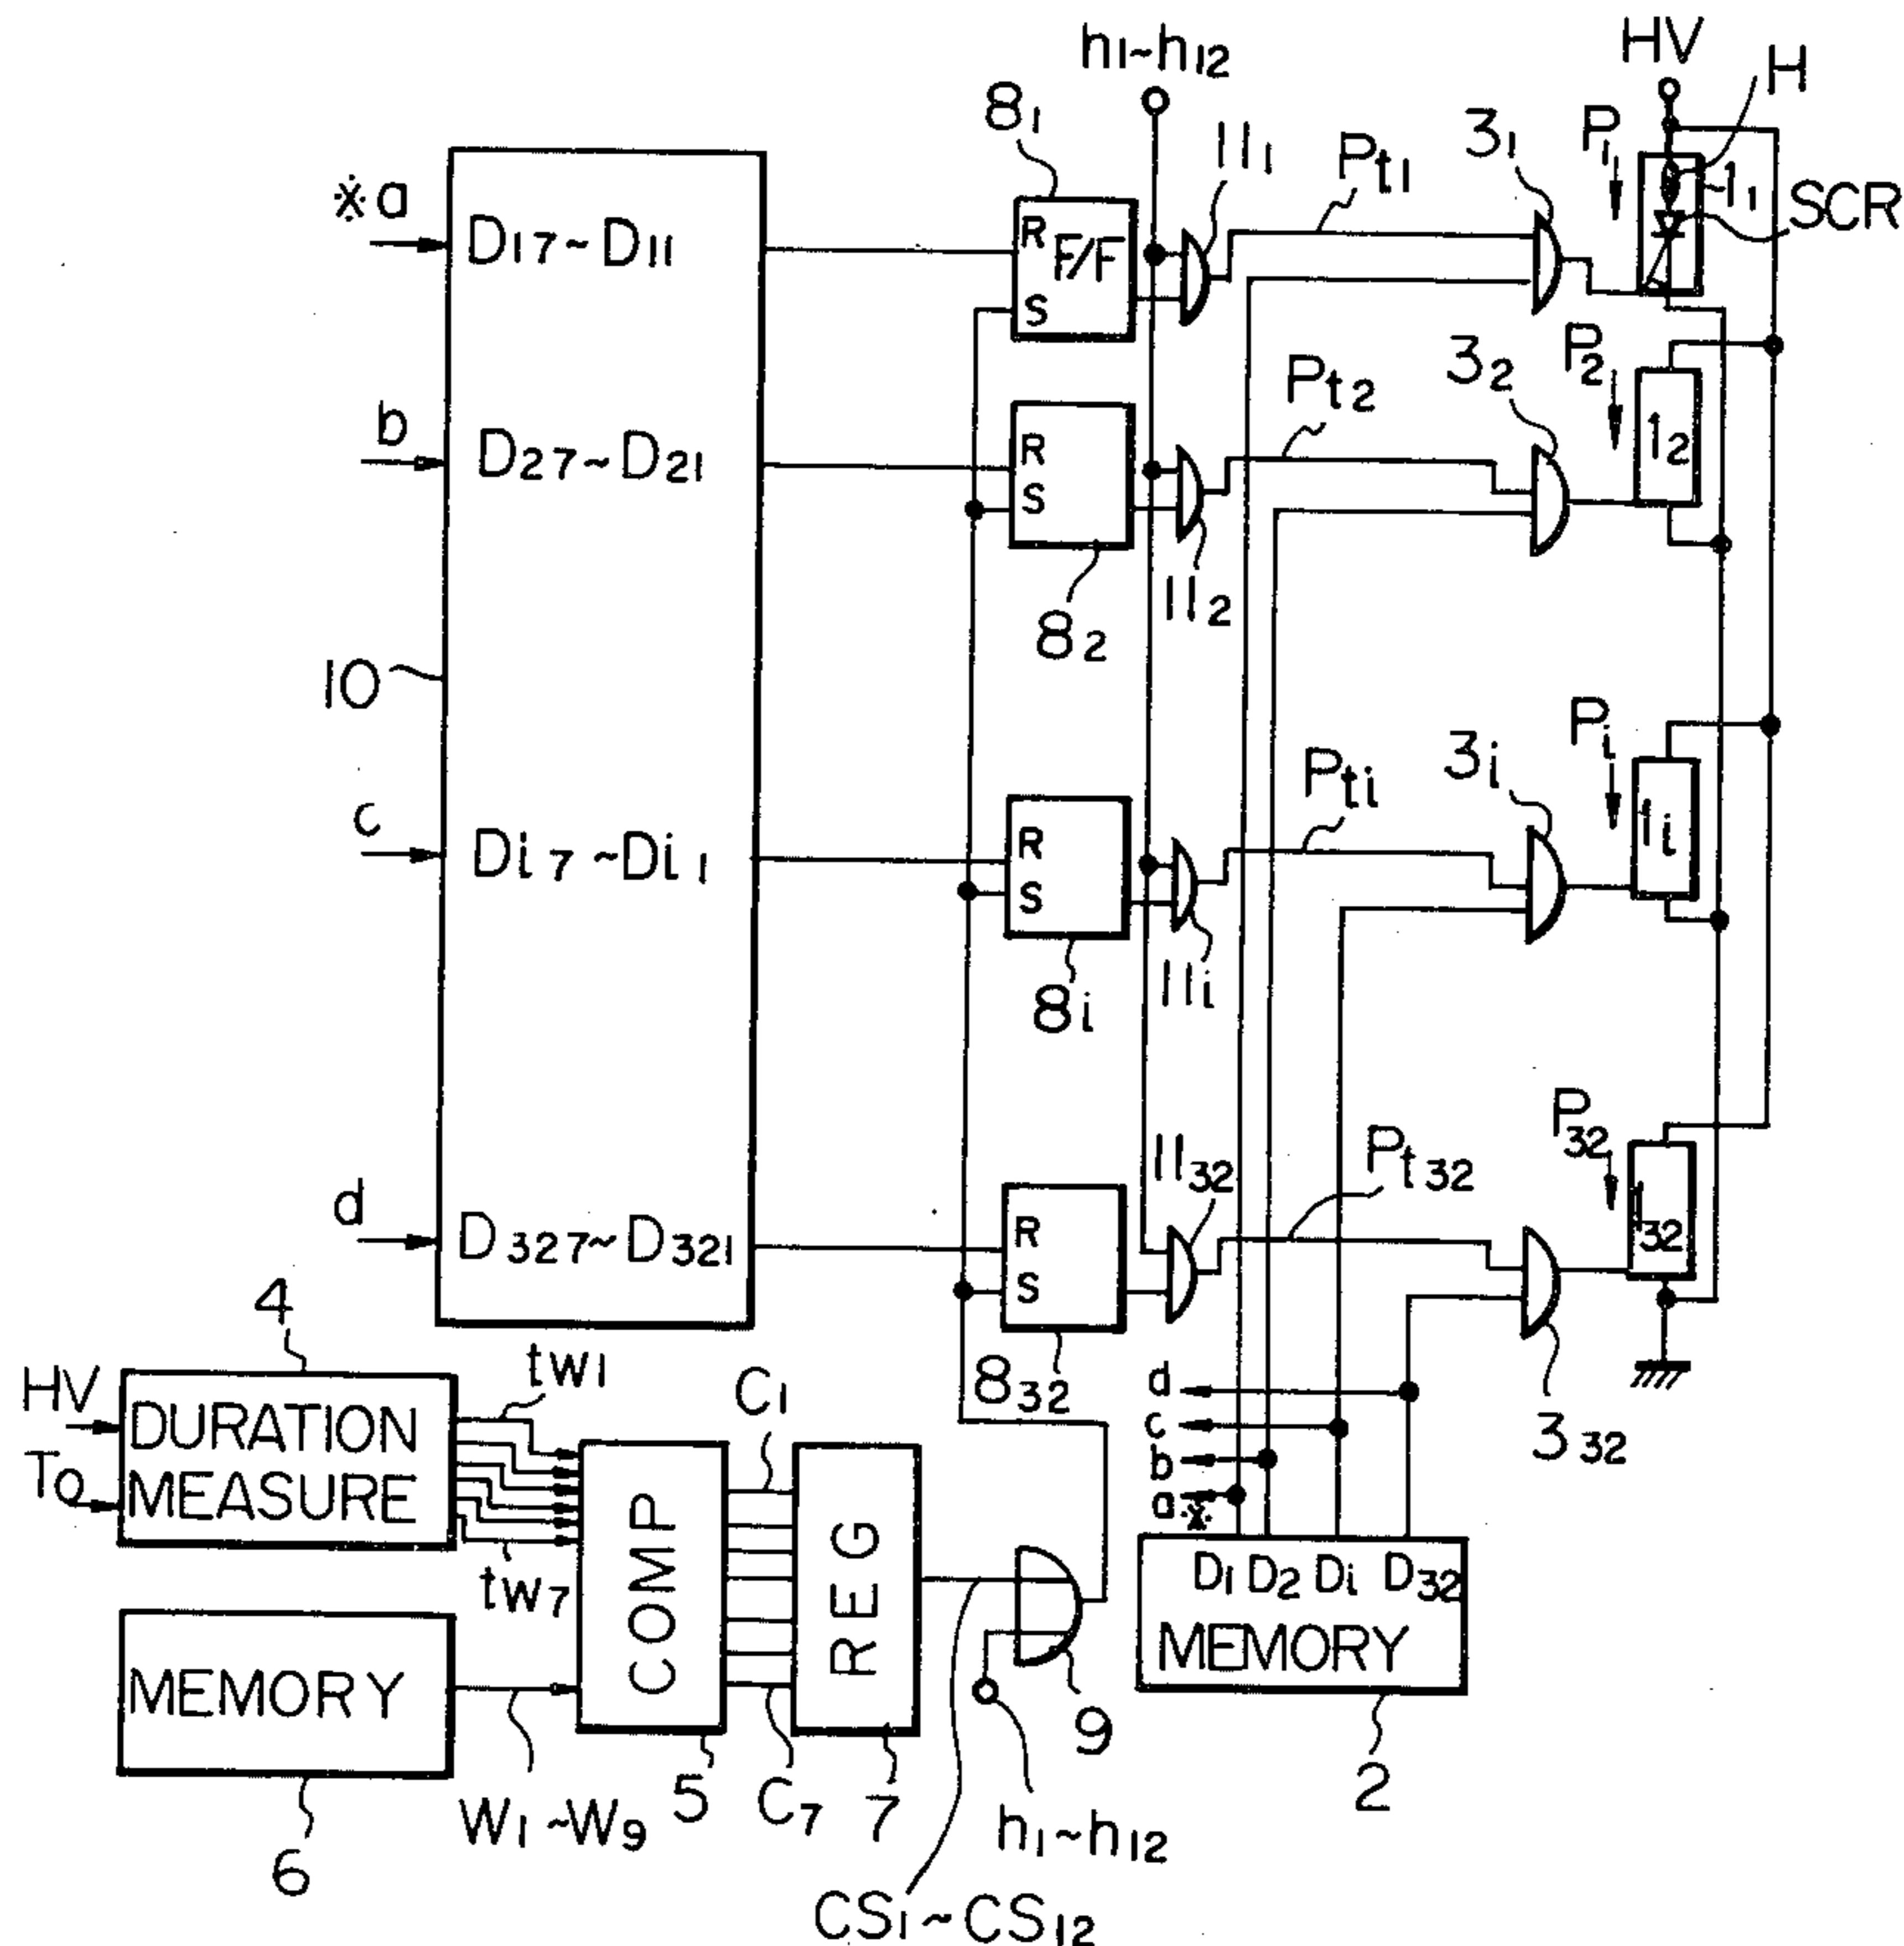 h₁~h₁₂
HV
H
8₁
11₁
Pt₁
3₁
P₁
1₁
SCR
※a
D₁₇~D₁₁
R
F/F
S
b
D₂₇~D₂₁
R
S
8₂
11₂
Pt₂
3₂
P₂
1₂
10
c
Di₇~Di₁
R
S
8i
11i
Pti
3i
Pi
1i
d
D₃₂₇~D₃₂₁
R
S
8₃₂
11₃₂
Pt₃₂
3₃₂
P₃₂
1₃₂
4
HV
To
DURATION
MEASURE
tw₁
tw₇
C₁
COMP
REG
d
c
b
a※
D₁ D₂ Di D₃₂
MEMORY
2
MEMORY
6
W₁~W₉
5
C₇
7
9
h₁~h₁₂
CS₁~CS₁₂